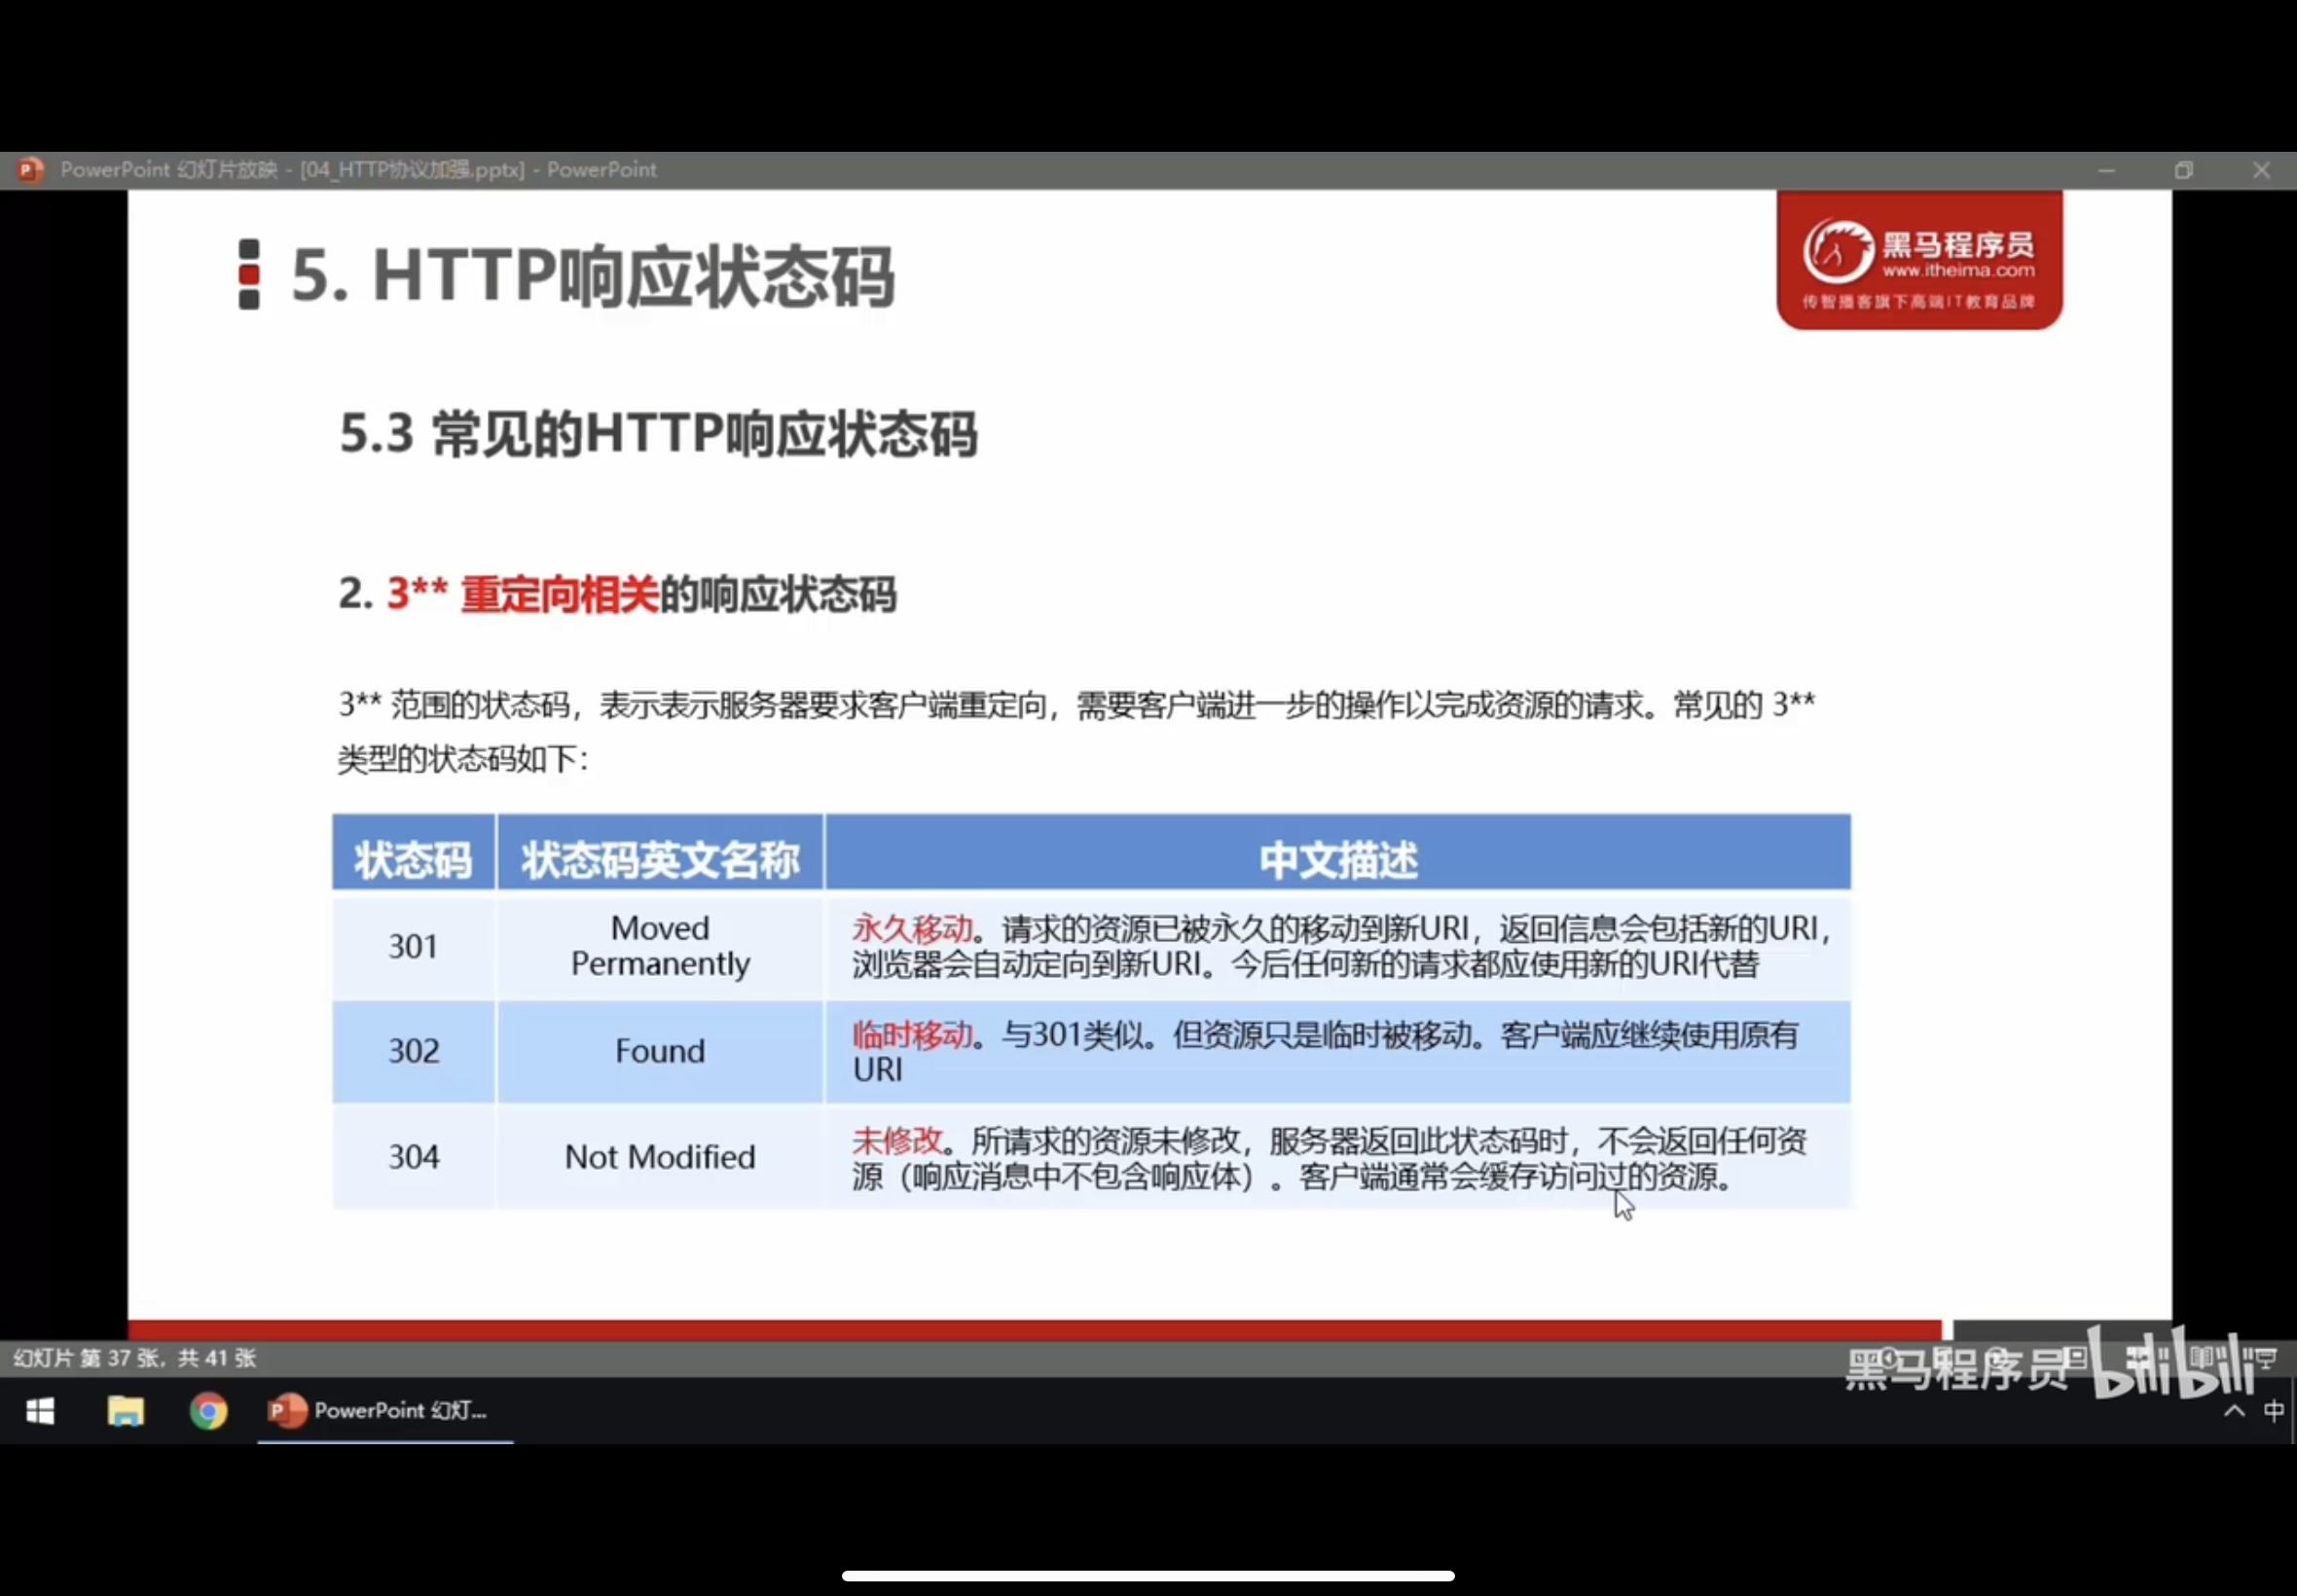 PowerPoint 幻灯片放映 - [04_HTTP协议加强.pptx] - PowerPoint
黑马程序员
www.itheima.com
传智播客旗下高端IT教育品牌
5. HTTP响应状态码
5.3 常见的HTTP响应状态码
2. 3** 重定向相关的响应状态码
3** 范围的状态码，表示表示服务器要求客户端重定向，需要客户端进一步的操作以完成资源的请求。常见的 3**
类型的状态码如下：
状态码 状态码英文名称 中文描述
301 Moved Permanently 永久移动。请求的资源已被永久的移动到新URI，返回信息会包括新的URI，
浏览器会自动定向到新URI。今后任何新的请求都应使用新的URI代替
302 Found 临时移动。与301类似。但资源只是临时被移动。客户端应继续使用原有
URI
304 Not Modified 未修改。所请求的资源未修改，服务器返回此状态码时，不会返回任何资
源（响应消息中不包含响应体）。客户端通常会缓存访问过的资源。
幻灯片 第 37 张，共 41 张
黑马程序员 bilibili
PowerPoint 幻灯...
中